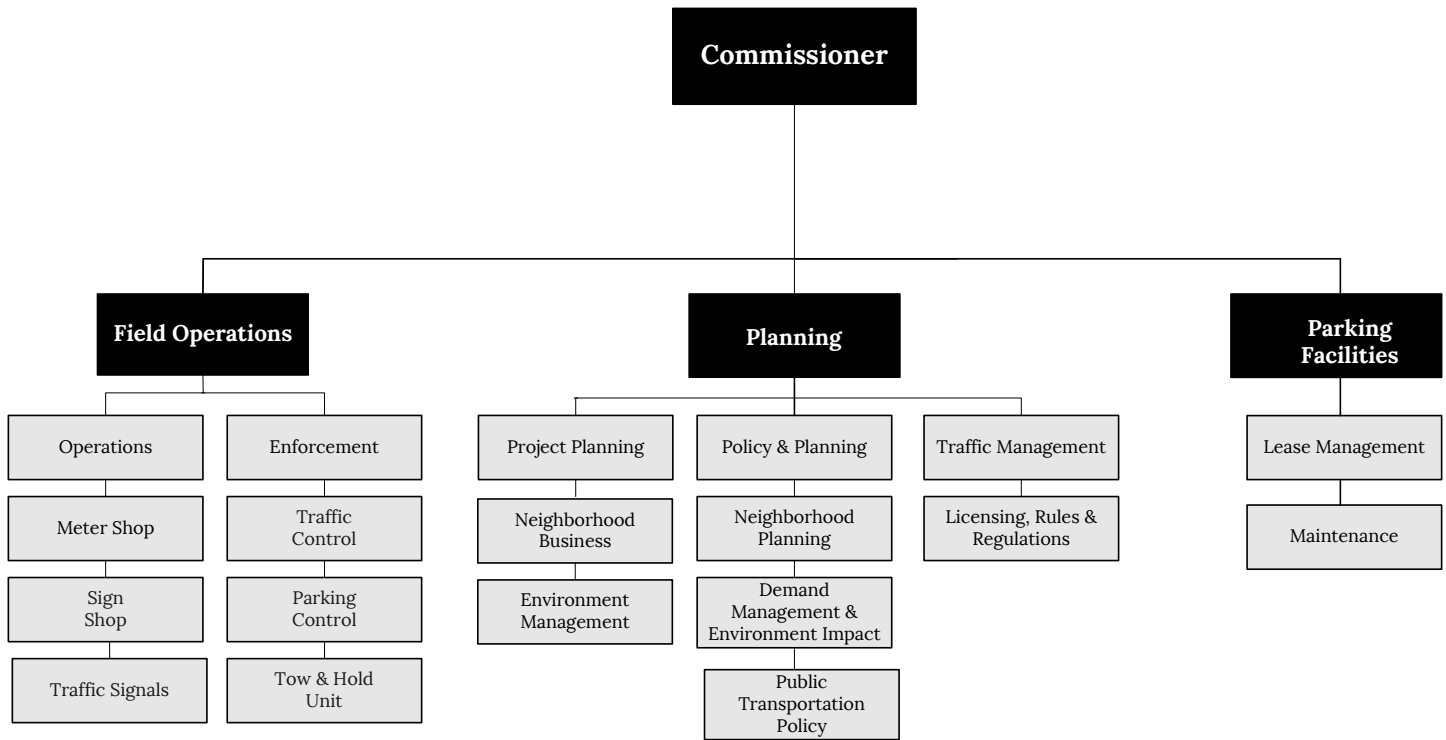 Commissioner
Field Operations
Planning
Parking
Facilities
Operations
Meter Shop
Sign
Shop
Traffic Signals
Enforcement
Traffic
Control
Parking
Control
Tow & Hold
Unit
Project Planning
Neighborhood
Business
Environment
Management
Policy & Planning
Neighborhood
Planning
Demand
Management &
Environment Impact
Public
Transportation
Policy
Traffic Management
Licensing, Rules &
Regulations
Lease Management
Maintenance